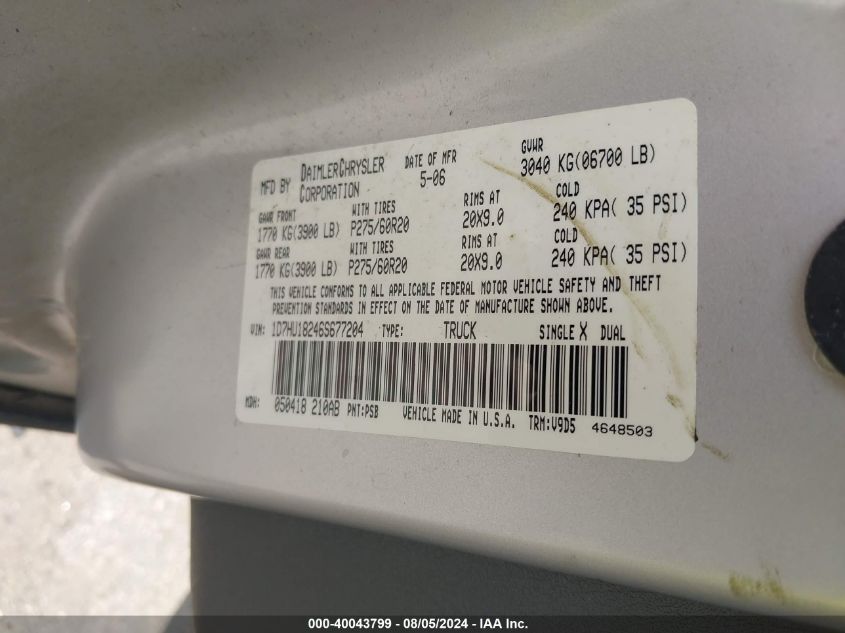 MFD BY DAIMLERCHRYSLER CORPORATION DATE OF MFR 5-06 GVWR 3040 KG(06700 LB)
GAWR FRONT WITH TIRES RIMS AT COLD
1770 KG(3900 LB) P275/60R20 20X9.0 240 KPA( 35 PSI)
GAWR REAR WITH TIRES RIMS AT COLD
1770 KG(3900 LB) P275/60R20 20X9.0 240 KPA( 35 PSI)
THIS VEHICLE CONFORMS TO ALL APPLICABLE FEDERAL MOTOR VEHICLE SAFETY AND THEFT
PREVENTION STANDARDS IN EFFECT ON THE DATE OF MANUFACTURE SHOWN ABOVE.
VIN: 1D7HU18246S677204 TYPE: TRUCK SINGLE X DUAL
MDH: 050418 210AB PNT:PSB VEHICLE MADE IN U.S.A. TRM:V9D5 4648503
000-40043799 - 08/05/2024 - IAA Inc.